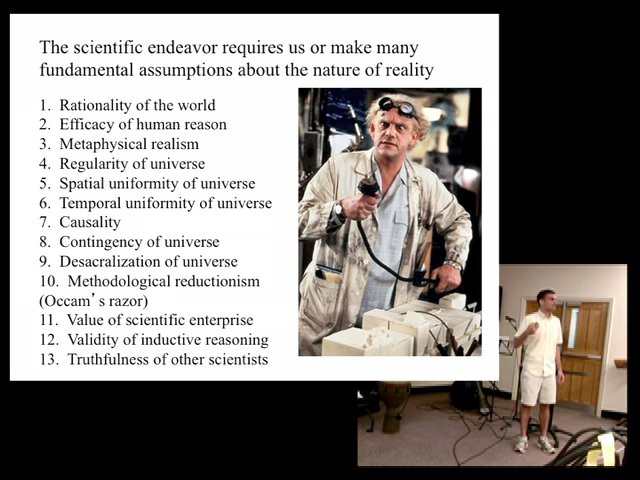 The scientific endeavor requires us or make many
fundamental assumptions about the nature of reality
1. Rationality of the world
2. Efficacy of human reason
3. Metaphysical realism
4. Regularity of universe
5. Spatial uniformity of universe
6. Temporal uniformity of universe
7. Causality
8. Contingency of universe
9. Desacralization of universe
10. Methodological reductionism
(Occam’s razor)
11. Value of scientific enterprise
12. Validity of inductive reasoning
13. Truthfulness of other scientists